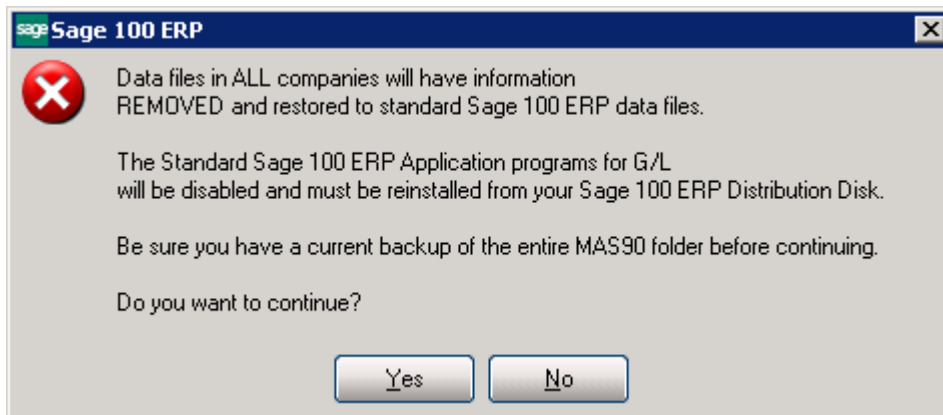 sage Sage 100 ERP
Data files in ALL companies will have information
REMOVED and restored to standard Sage 100 ERP data files.
The Standard Sage 100 ERP Application programs for G/L
will be disabled and must be reinstalled from your Sage 100 ERP Distribution Disk.
Be sure you have a current backup of the entire MAS90 folder before continuing.
Do you want to continue?
Yes No